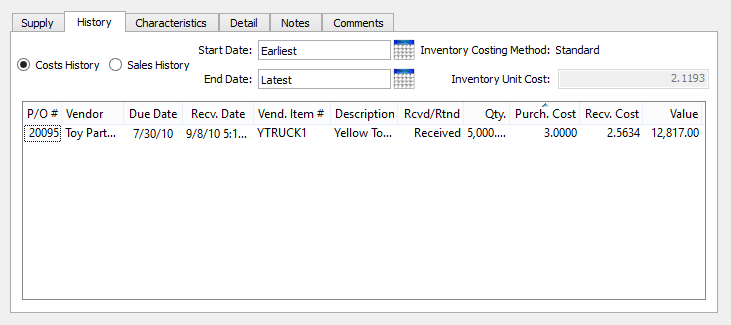 Supply History Characteristics Detail Notes Comments
Start Date: Earliest Inventory Costing Method: Standard
Costs History Sales History
End Date: Latest Inventory Unit Cost: 2.1193
P/O # Vendor Due Date Recv. Date Vend. Item # Description Rcvd/Rtnd Qty. Purch. Cost Recv. Cost Value
20095 Toy Part... 7/30/10 9/8/10 5:1... YTRUCK1 Yellow To... Received 5,000.... 3.0000 2.5634 12,817.00